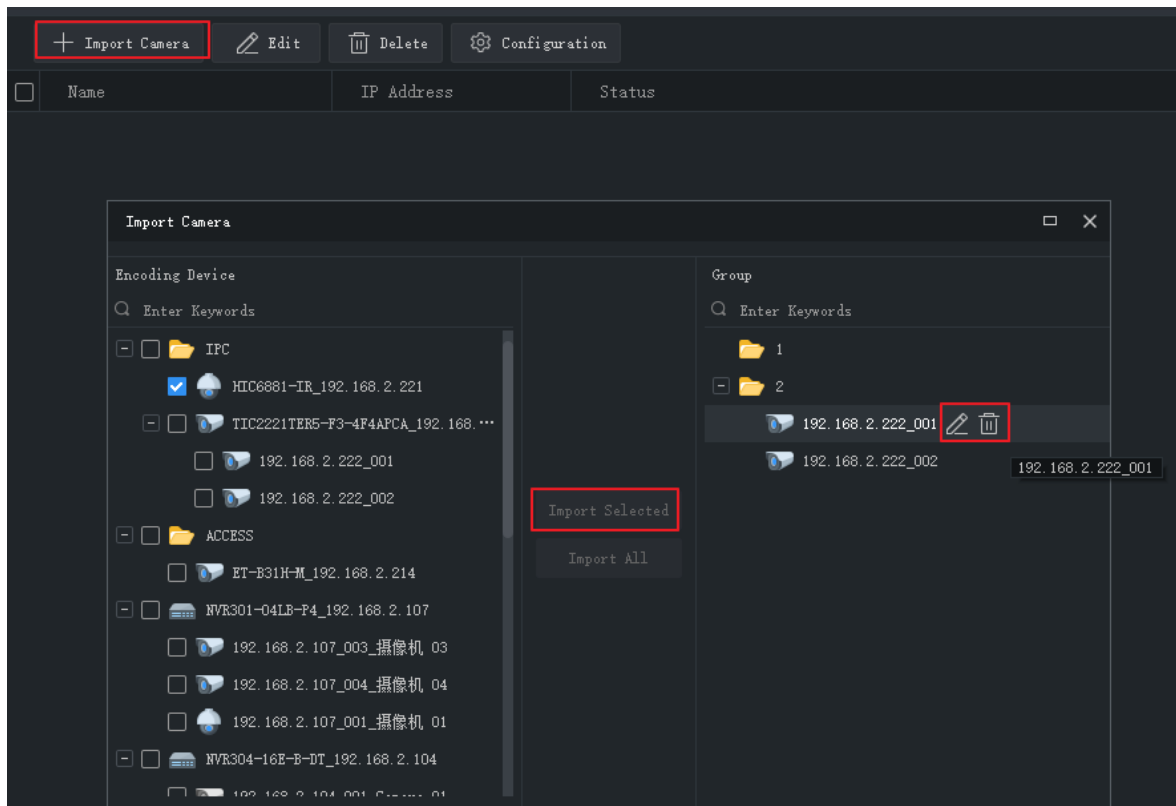 Import Camera Edit Delete Configuration
Name IP Address Status
Import Camera
Encoding Device
Enter Keywords
IPC
HIC6881-IR_192.168.2.221
TIC2221TER5-F3-4F4APCA_192.168.···
192.168.2.222_001
192.168.2.222_002
ACCESS
ET-B31H-M_192.168.2.214
NVR301-04LB-P4_192.168.2.107
192.168.2.107_003_摄像机 03
192.168.2.107_004_摄像机 04
192.168.2.107_001_摄像机 01
NVR304-16E-B-DT_192.168.2.104
192.168.2.104_001_Camera 01
Import Selected
Import All
Group
Enter Keywords
1
2
192.168.2.222_001
192.168.2.222_002
192.168.2.222_001